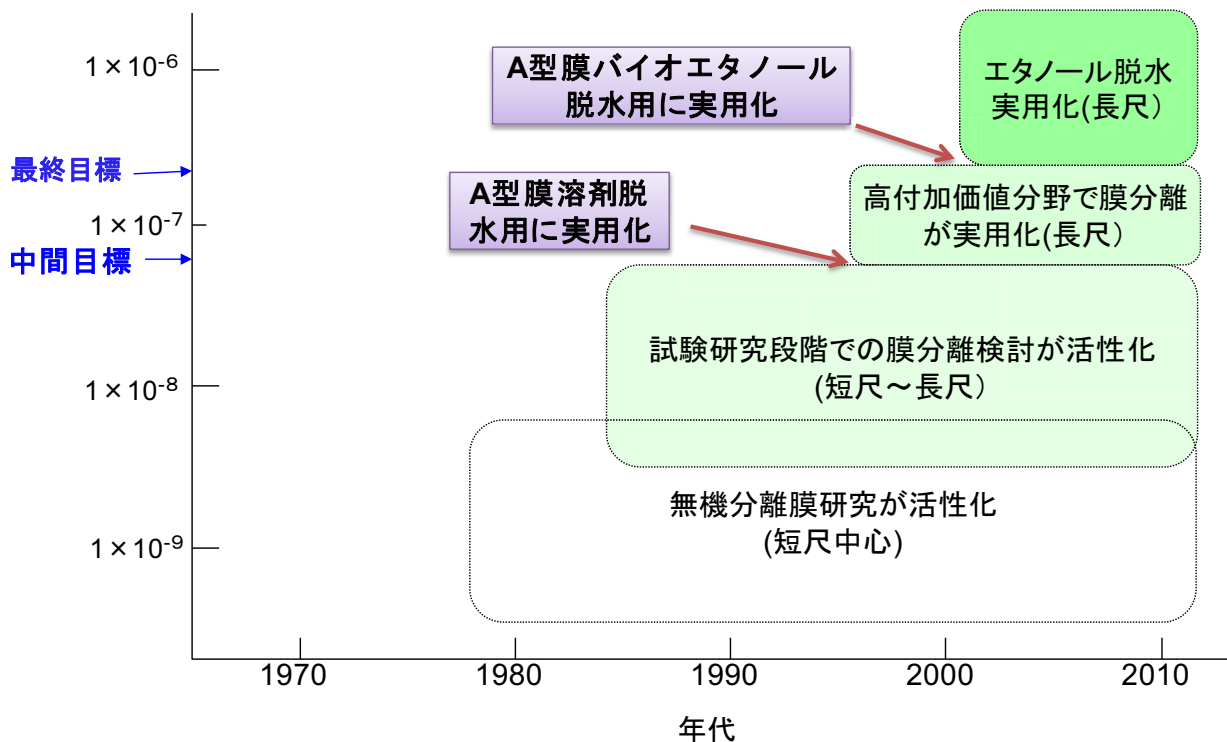 1×10-6
最終目標
1×10-7
中間目標
1×10-8
1×10-9
A型膜バイオエタノール
脱水用に実用化
A型膜溶剤脱
水用に実用化
エタノール脱水
実用化(長尺)
高付加価値分野で膜分離
が実用化(長尺)
試験研究段階での膜分離検討が活性化
(短尺～長尺)
無機分離膜研究が活性化
(短尺中心)
1970
1980
1990
2000
2010
年代